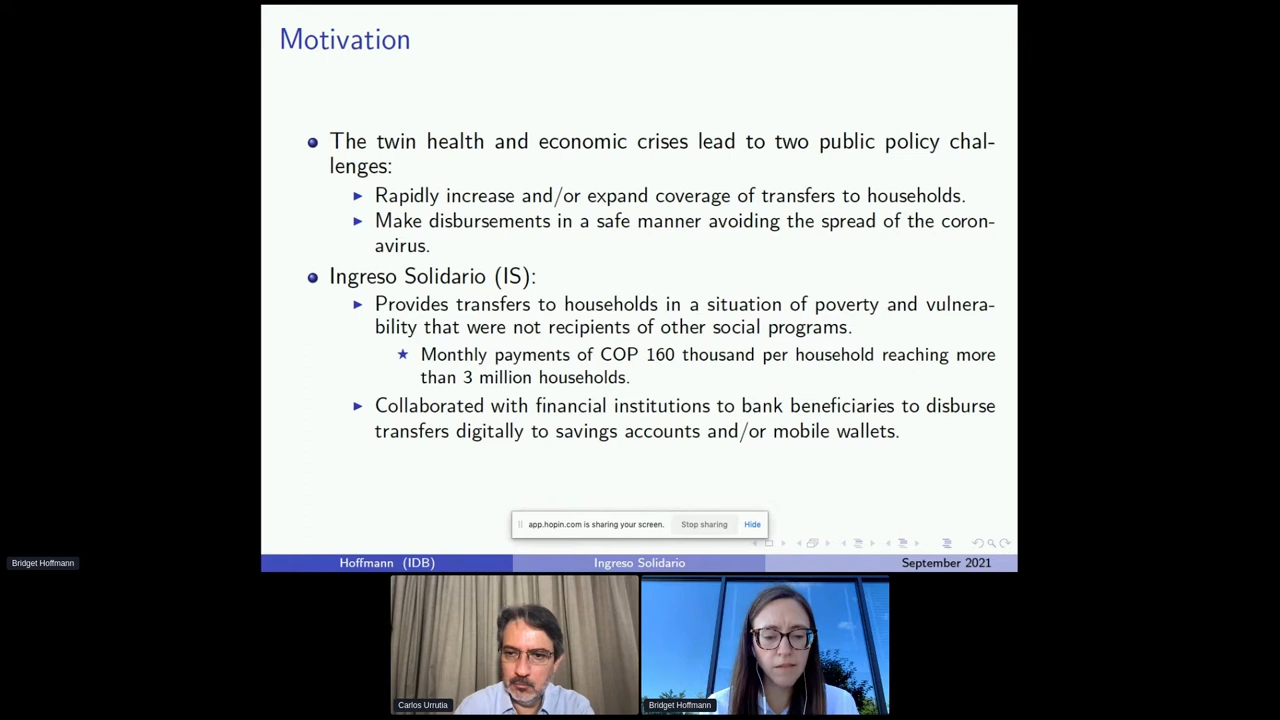 Motivation
The twin health and economic crises lead to two public policy chal-
lenges:
Rapidly increase and/or expand coverage of transfers to households.
Make disbursements in a safe manner avoiding the spread of the coron-
avirus.
Ingreso Solidario (IS):
Provides transfers to households in a situation of poverty and vulnera-
bility that were not recipients of other social programs.
Monthly payments of COP 160 thousand per household reaching more
than 3 million households.
Collaborated with financial institutions to bank beneficiaries to disburse
transfers digitally to savings accounts and/or mobile wallets.
app.hopin.com is sharing your screen. Stop sharing Hide
Bridget Hoffmann
Hoffmann (IDB) Ingreso Solidario September 2021
Carlos Urrutia
Bridget Hoffmann